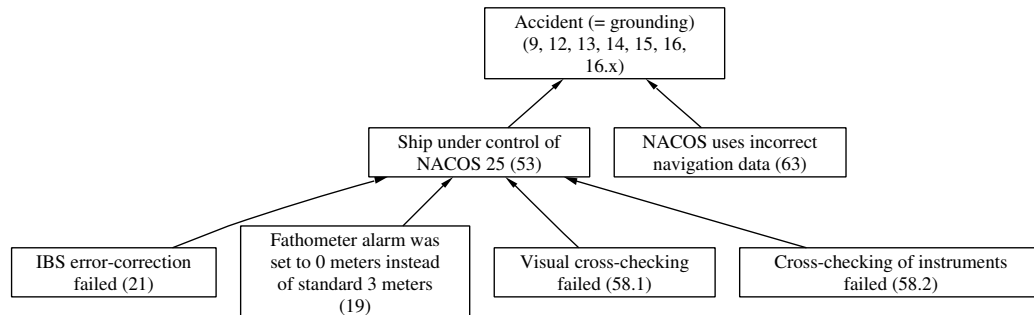 Accident (= grounding)
(9, 12, 13, 14, 15, 16,
16.x)
Ship under control of
NACOS 25 (53)
NACOS uses incorrect
navigation data (63)
IBS error-correction
failed (21)
Fathometer alarm was
set to 0 meters instead
of standard 3 meters
(19)
Visual cross-checking
failed (58.1)
Cross-checking of instruments
failed (58.2)